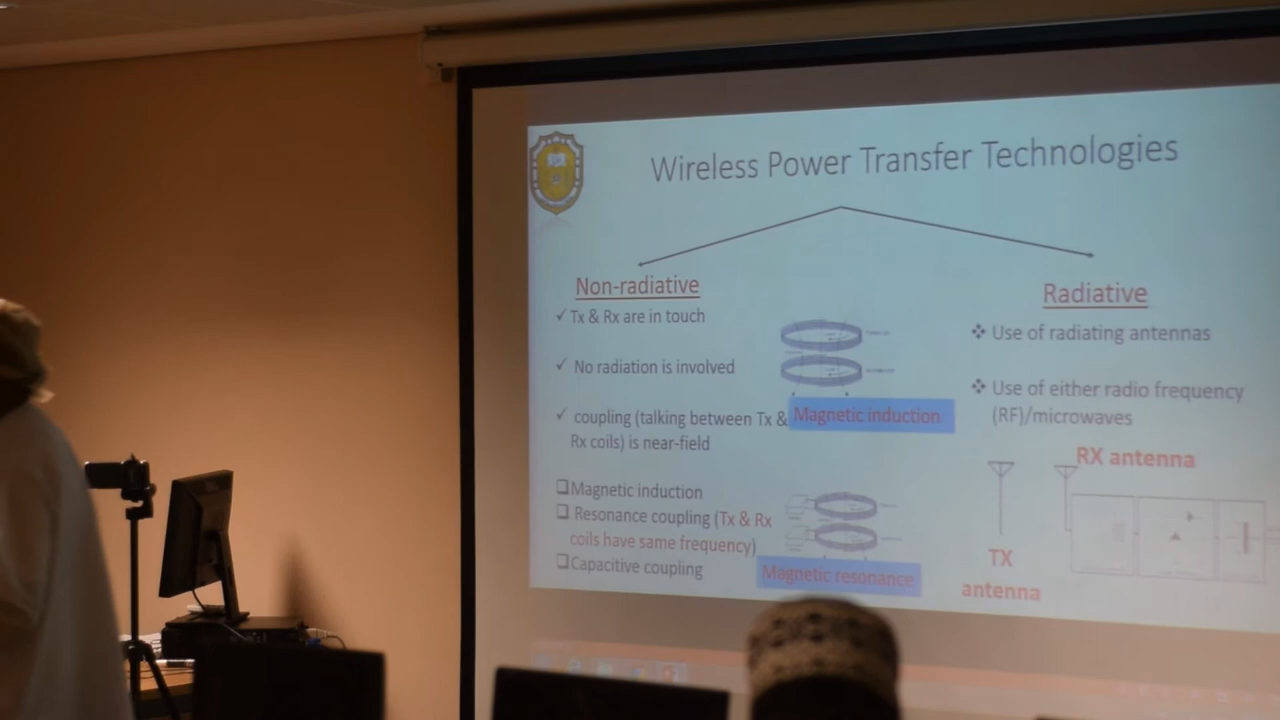 Wireless Power Transfer Technologies
Non-radiative
✓ Tx & Rx are in touch
✓ No radiation is involved
✓ coupling (talking between Tx &
Rx coils) is near-field
❑Magnetic induction
❑ Resonance coupling (Tx & Rx
coils have same frequency)
❑Capacitive coupling
Magnetic induction
Magnetic resonance
Radiative
❖ Use of radiating antennas
❖ Use of either radio frequency
(RF)/microwaves
RX antenna
TX
antenna